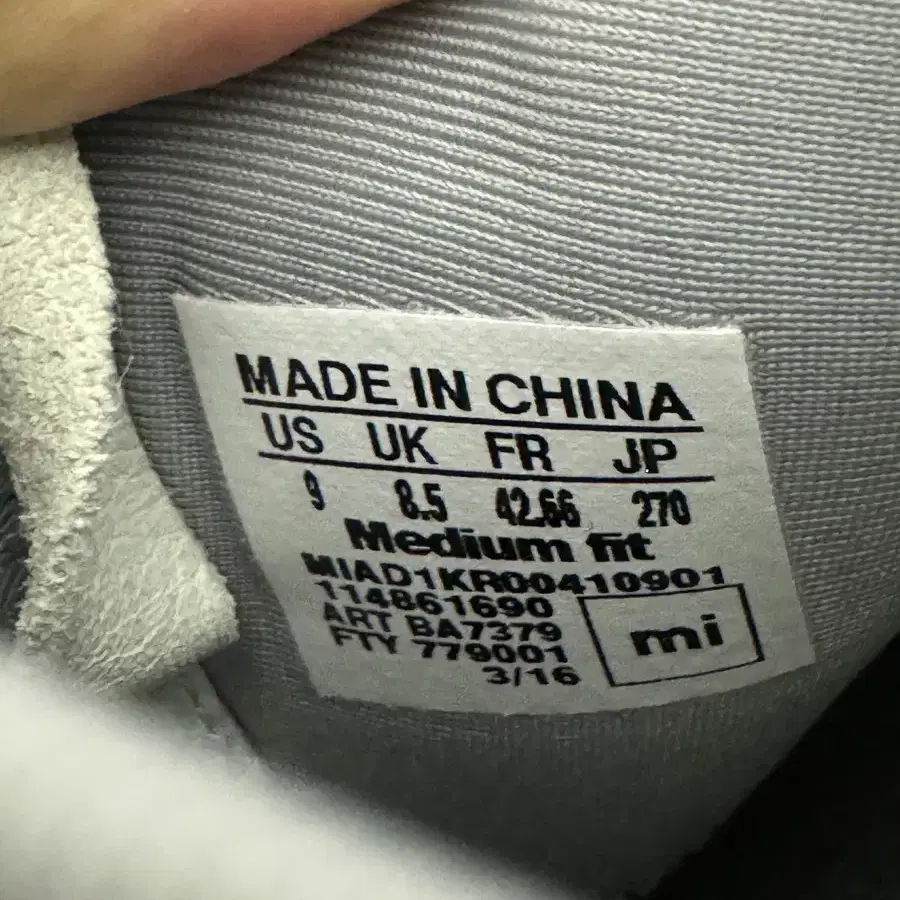 MADE IN CHINA
US UK FR JP
9 8.5 42.66 270
Medium fit
MIAD1KR00410901
114861690
ART BA7379
FTY 779001
3/16
mi